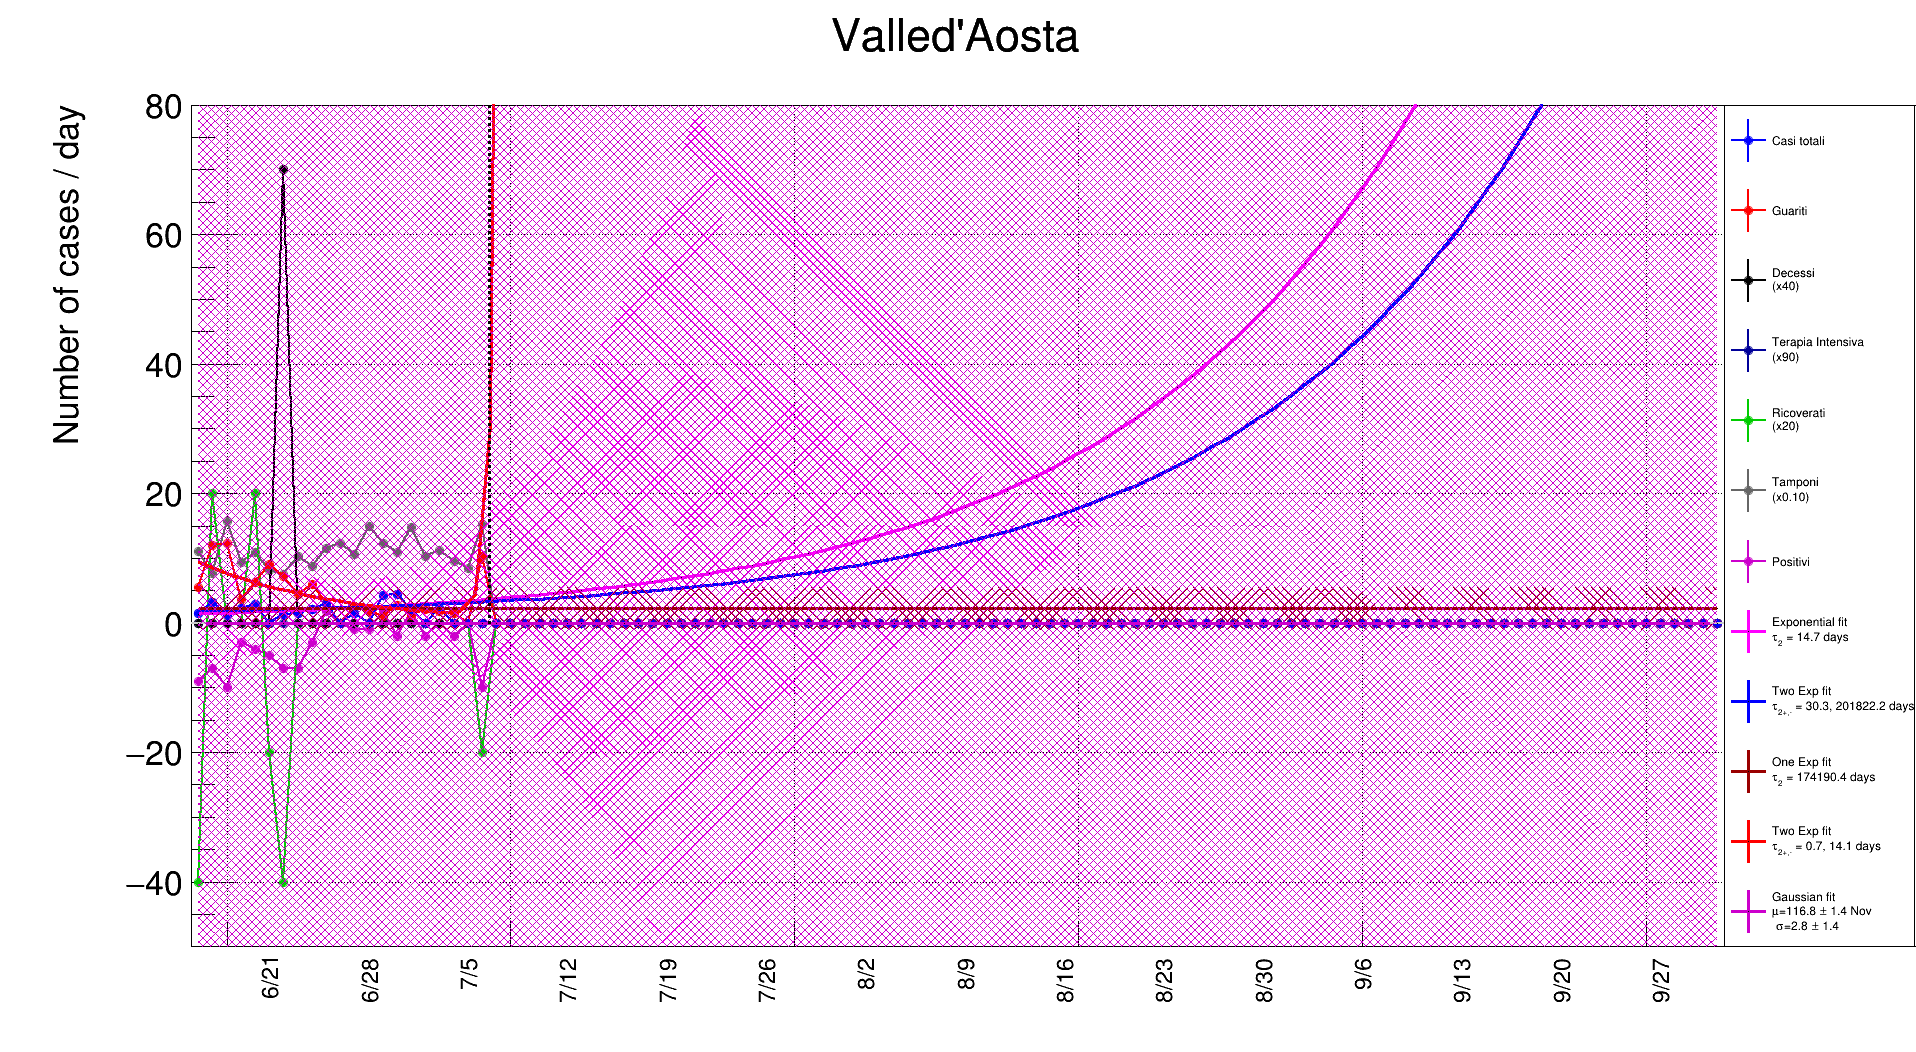 Valled'Aosta
Number of cases / day
80
60
40
20
0
−20
−40
6/21
6/28
7/5
7/12
7/19
7/26
8/2
8/9
8/16
8/23
8/30
9/6
9/13
9/20
9/27
Casi totali
Guariti
Decessi
(x40)
Terapia Intensiva
(x90)
Ricoverati
(x20)
Tamponi
(x0.10)
Positivi
Exponential fit
τ2 = 14.7 days
Two Exp fit
τ2+,- = 30.3, 201822.2 days
One Exp fit
τ2 = 174190.4 days
Two Exp fit
τ2+,- = 0.7, 14.1 days
Gaussian fit
μ=116.8 ± 1.4 Nov
σ=2.8 ± 1.4